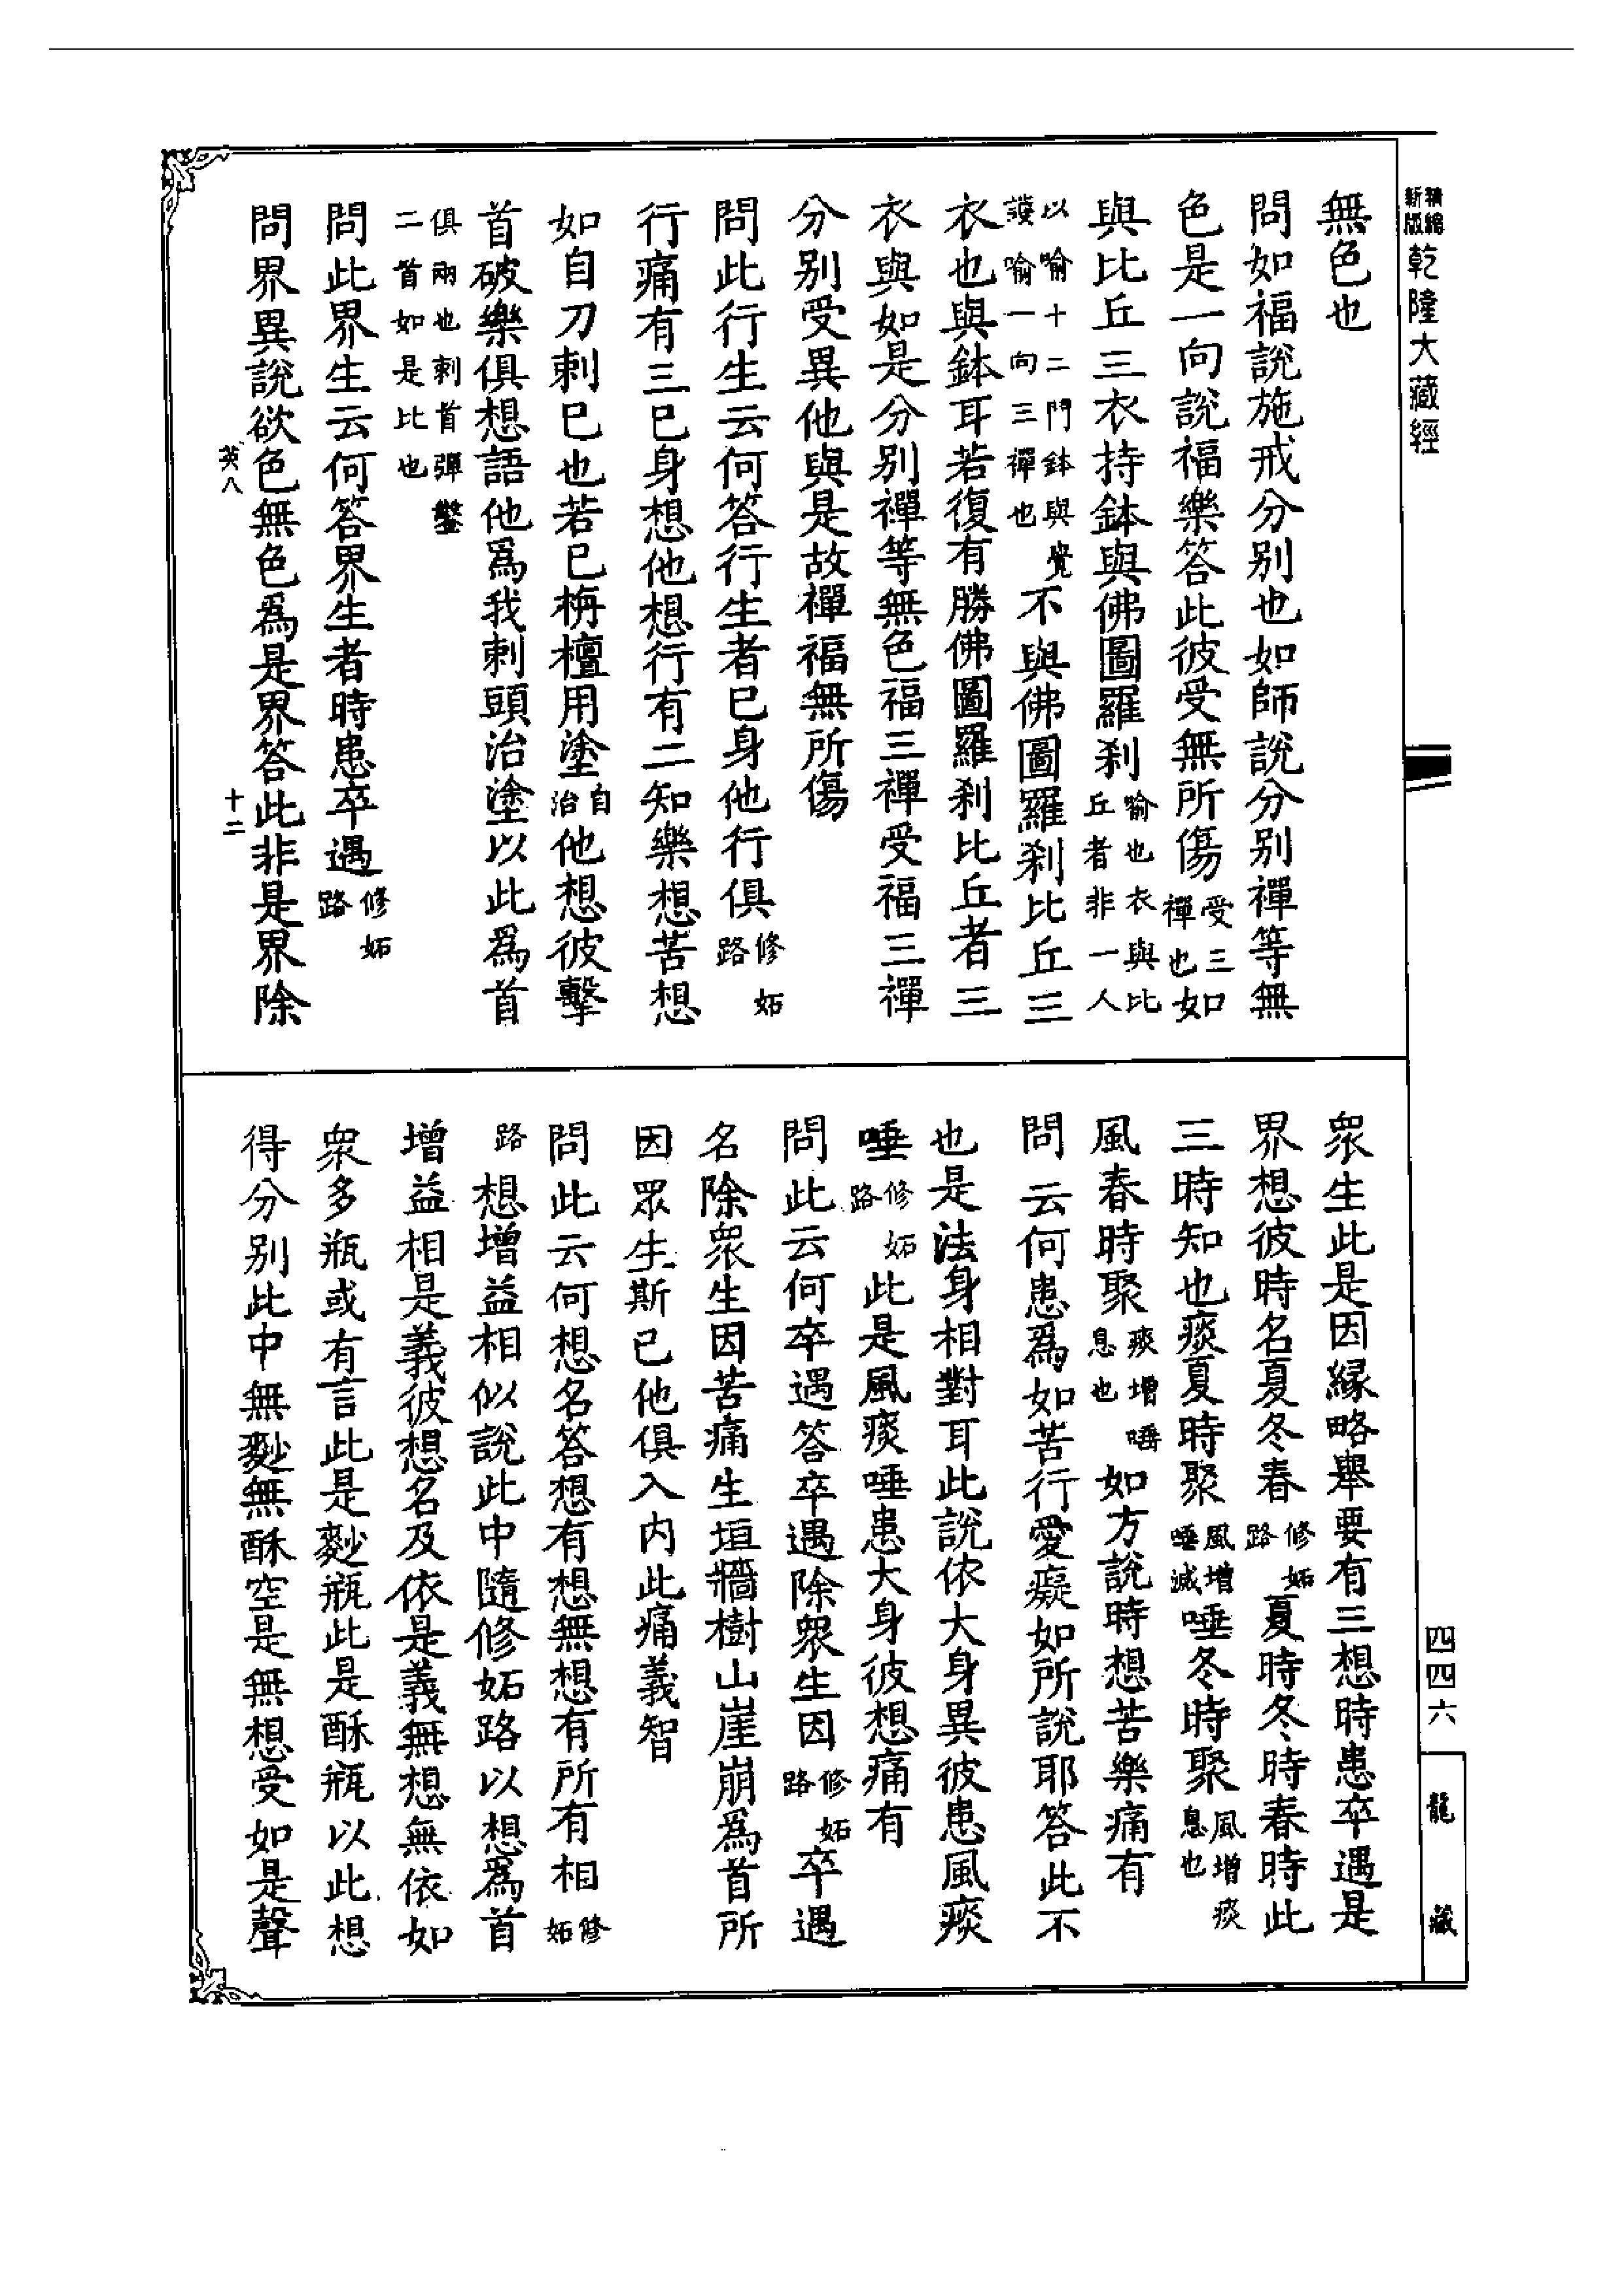 精編新版 乾隆大藏經
無色也
問如福說施戒分別也如師說分別禪等無
色是一向說福樂答此彼受無所傷受三禪也如
與比丘三衣持鉢與佛圖羅刹喻也衣與比丘者非一人
以喻十二門鉢與覺護喻一向三禪也不與佛圖羅刹比丘三
衣也與鉢耳若復有勝佛圖羅刹比丘者三
衣與如是分別禪等無色福三禪受福三禪
分別受異他與是故禪福無所傷
問此行生云何答行生者已身他行俱修妬路
行痛有三已身想他想行有二知樂想苦想
如自刀刺已也若已栴檀用塗自治他想彼擊
首破樂俱想語他爲我刺頭治塗以此爲首
俱兩也刺首彈鑿二首如是比也
問此界生云何答界生者時患卒遇修妬路
問界異說欲色無色爲是界答此非是界除
英八
十二
衆生此是因緣略舉要有三想時患卒遇是
界想彼時名夏冬春修妬路夏時冬時春時此
三時知也痰夏時聚風增唾減唾冬時聚風增痰息也
風春時聚痰增唾息也如方說時想苦樂痛有
問云何患爲如苦行愛癡如所說耶答此不
也是法身相對耳此說依大身異彼患風痰
唾修妬路此是風痰唾患大身彼想痛有
問此云何卒遇答卒遇除衆生因修妬路卒遇
名除衆生因苦痛生垣牆樹山崖崩爲首所
因眾生斯已他俱入内此痛義智
問此云何想名答想有想無想有所有相修妬
路想增益相似說此中隨修妬路以想爲首
增益相是義彼想名及依是義無想無依如
衆多瓶或有言此是麨瓶此是酥瓶以此想
得分別此中無麨無酥空是無想受如是聲
四四六
龍藏